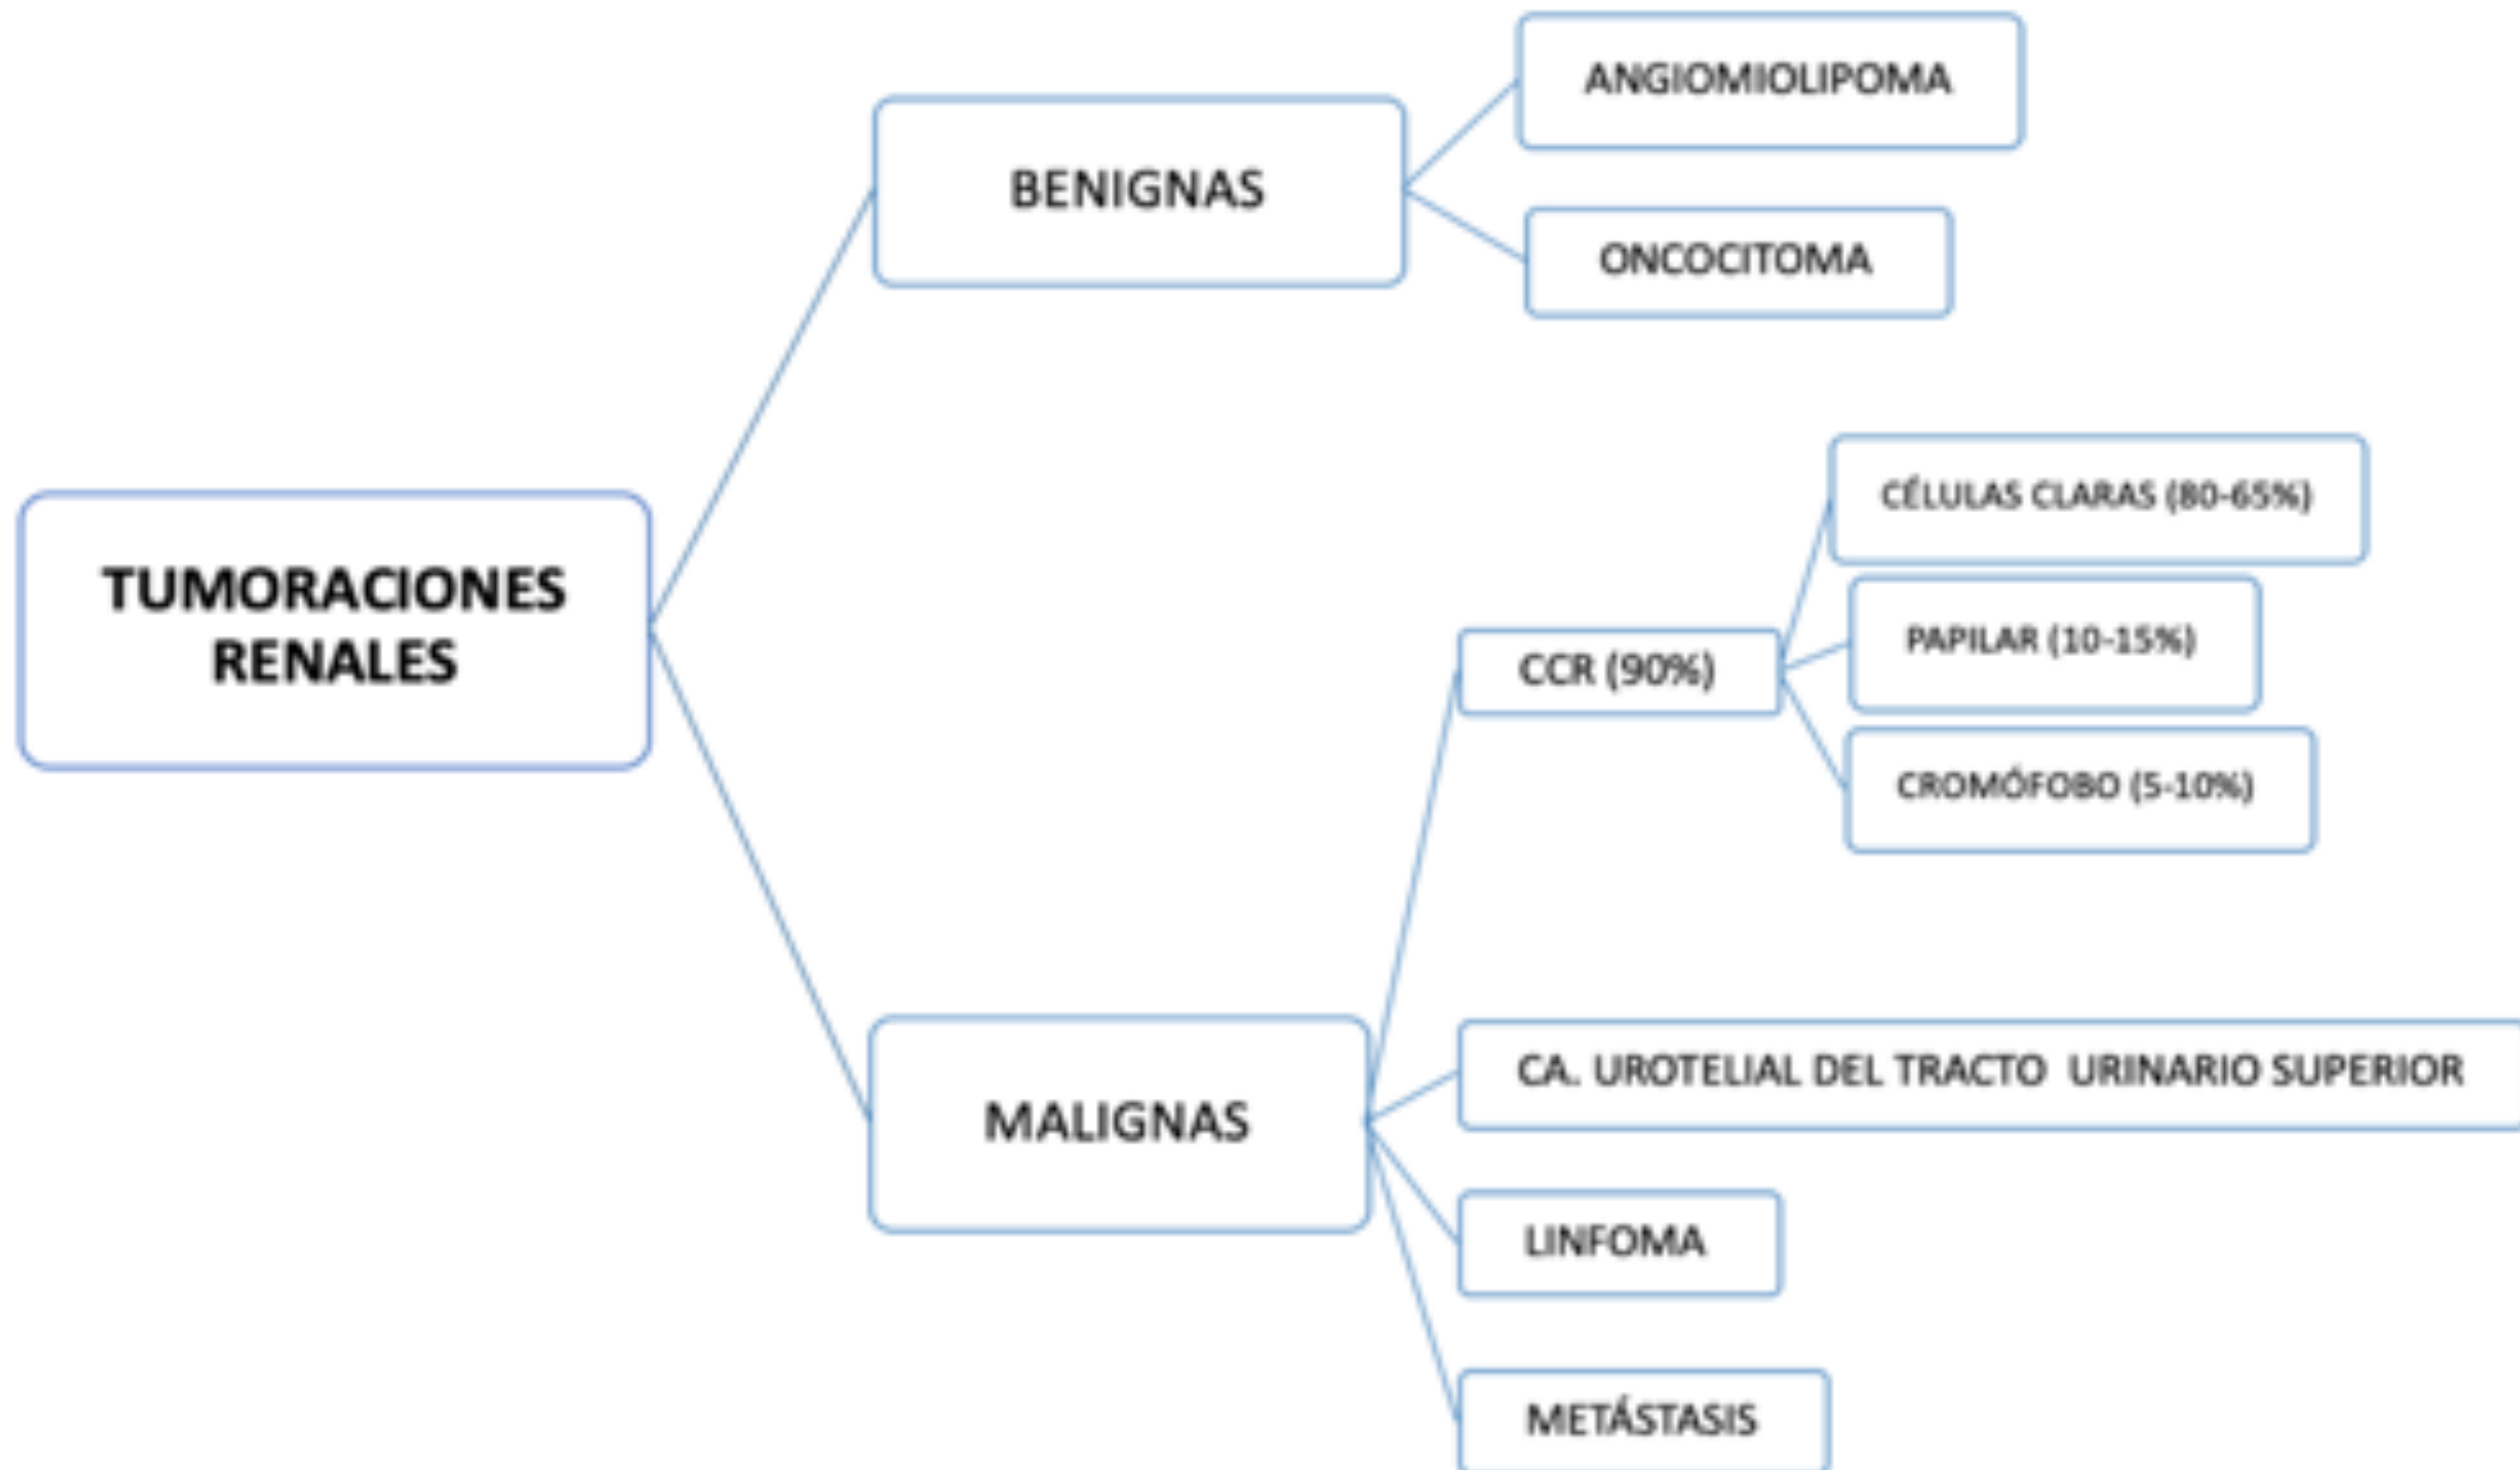 TUMORACIONES
RENALES
BENIGNAS
ANGIOMIOLIPOMA
ONCOCITOMA
MALIGNAS
CCR (90%)
CÉLULAS CLARAS (80-65%)
PAPILAR (10-15%)
CROMÓFOBO (5-10%)
CA. UROTELIAL DEL TRACTO URINARIO SUPERIOR
LINFOMA
METÁSTASIS